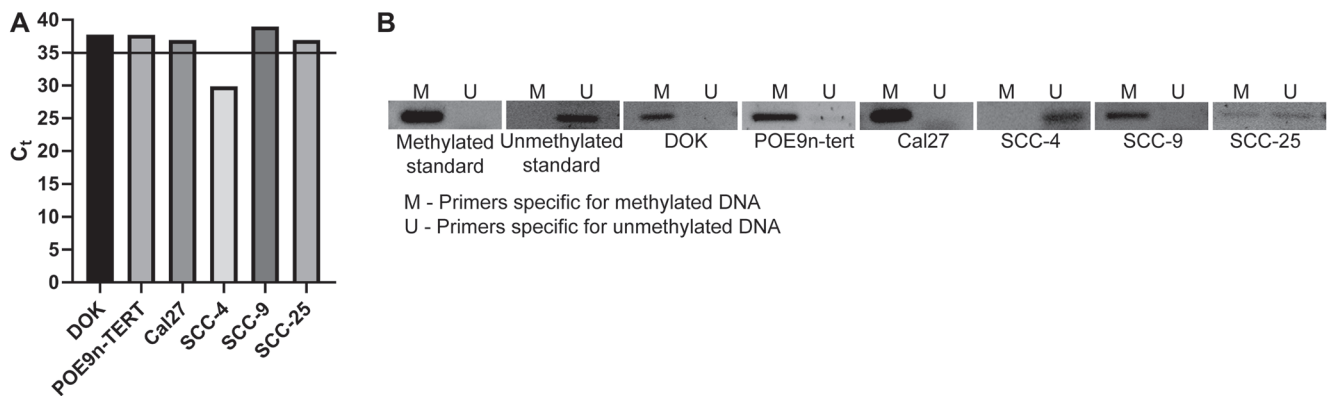 A
C_t
40
35
30
25
20
15
10
5
0
DOK
POE9n-TERT
Cal27
SCC-4
SCC-9
SCC-25
B
M U M U M U M U M U M U M U M U
Methylated standard
Unmethylated standard
DOK
POE9n-tert
Cal27
SCC-4
SCC-9
SCC-25
M - Primers specific for methylated DNA
U - Primers specific for unmethylated DNA